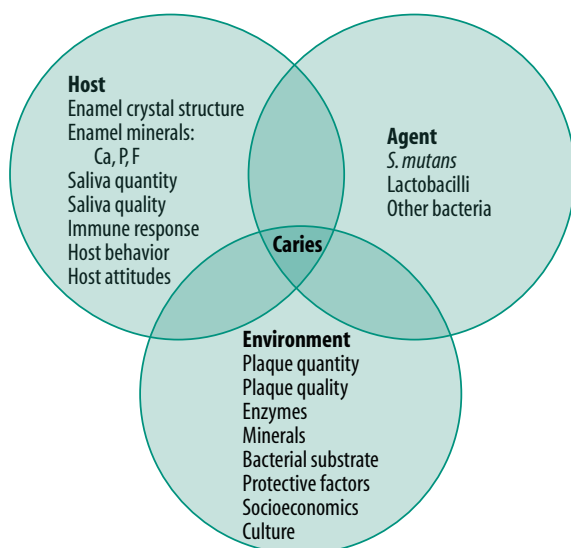 Host
Enamel crystal structure
Enamel minerals:
Ca, P, F
Saliva quantity
Saliva quality
Immune response
Host behavior
Host attitudes
Agent
S. mutans
Lactobacilli
Other bacteria
Caries
Environment
Plaque quantity
Plaque quality
Enzymes
Minerals
Bacterial substrate
Protective factors
Socioeconomics
Culture